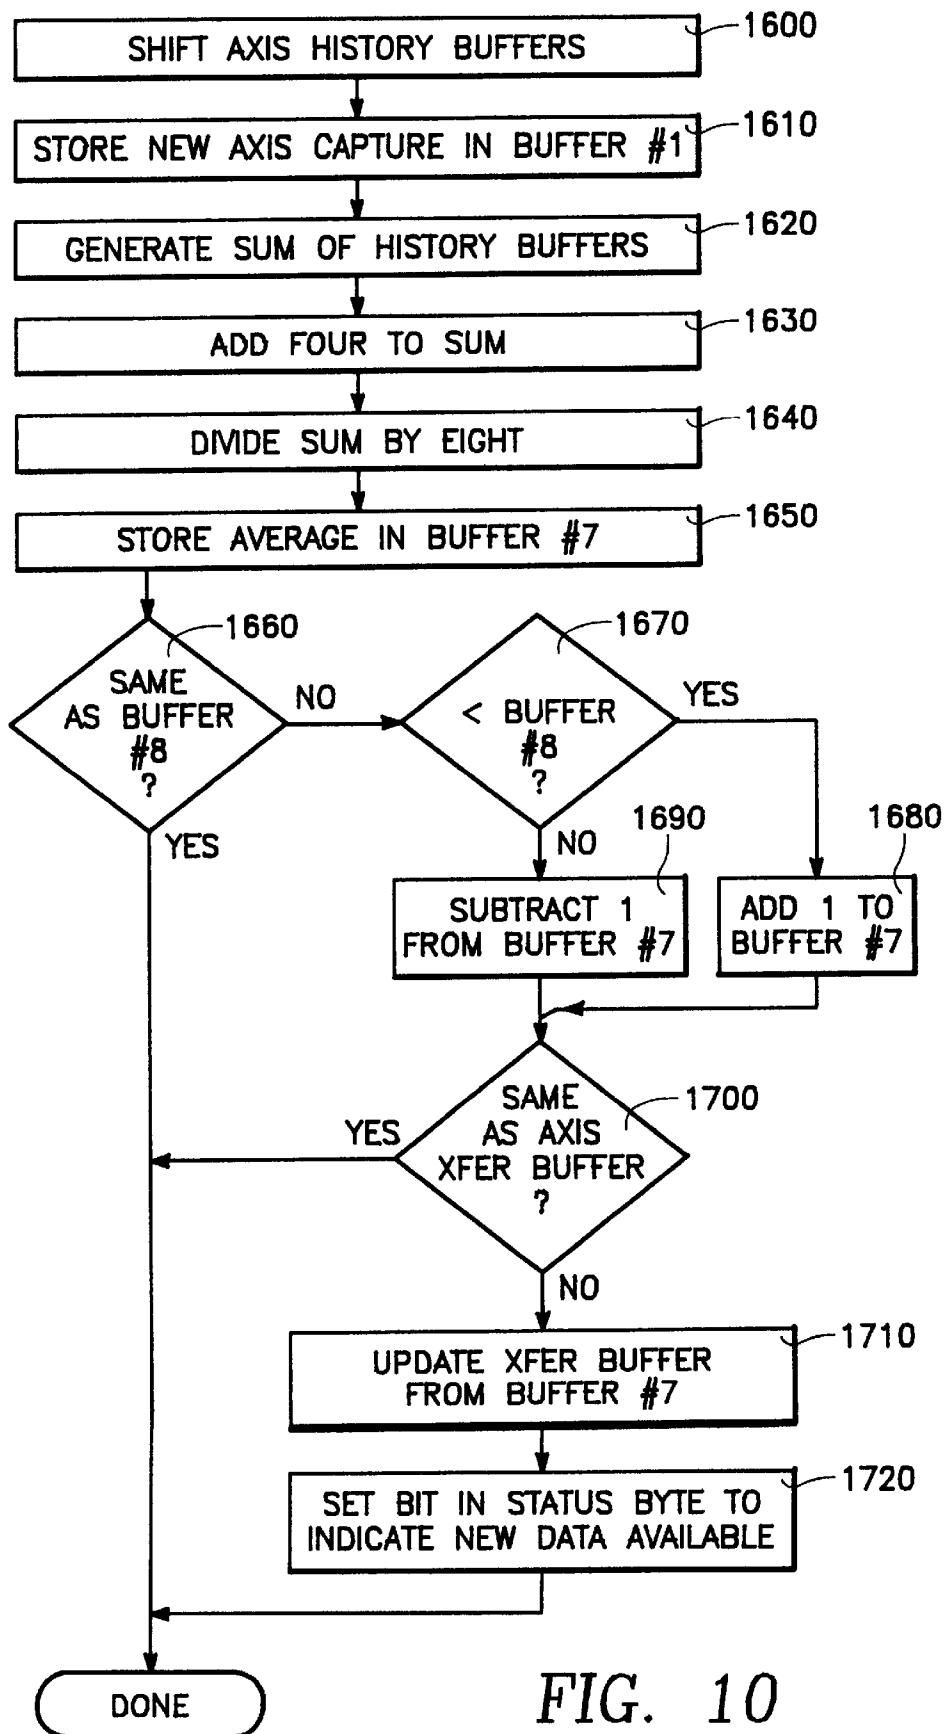 SHIFT AXIS HISTORY BUFFERS
1600
STORE NEW AXIS CAPTURE IN BUFFER #1
1610
GENERATE SUM OF HISTORY BUFFERS
1620
ADD FOUR TO SUM
1630
DIVIDE SUM BY EIGHT
1640
STORE AVERAGE IN BUFFER #7
1650
1660
SAME
AS BUFFER
#8
?
NO
YES
1670
< BUFFER
#8
?
YES
NO
1690
SUBTRACT 1
FROM BUFFER #7
1680
ADD 1 TO
BUFFER #7
1700
SAME
AS AXIS
XFER BUFFER
?
YES
NO
1710
UPDATE XFER BUFFER
FROM BUFFER #7
1720
SET BIT IN STATUS BYTE TO
INDICATE NEW DATA AVAILABLE
DONE
FIG. 10